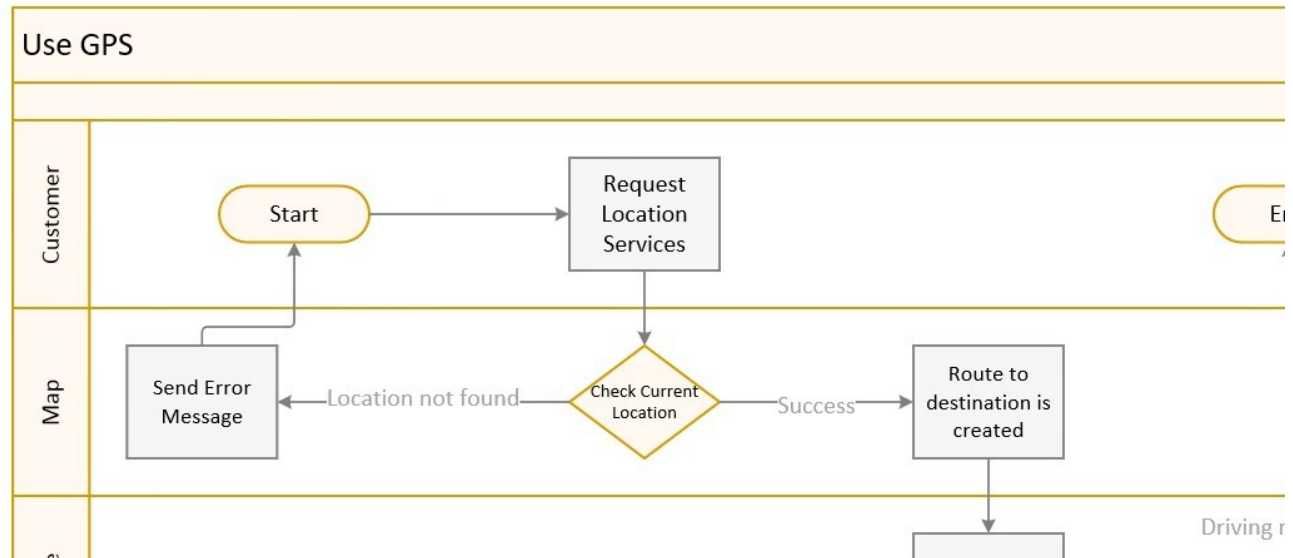 Use GPS
Customer
Start
Request
Location
Services
Map
Send Error
Message
Location not found
Check Current
Location
Success
Route to
destination is
created
Driving